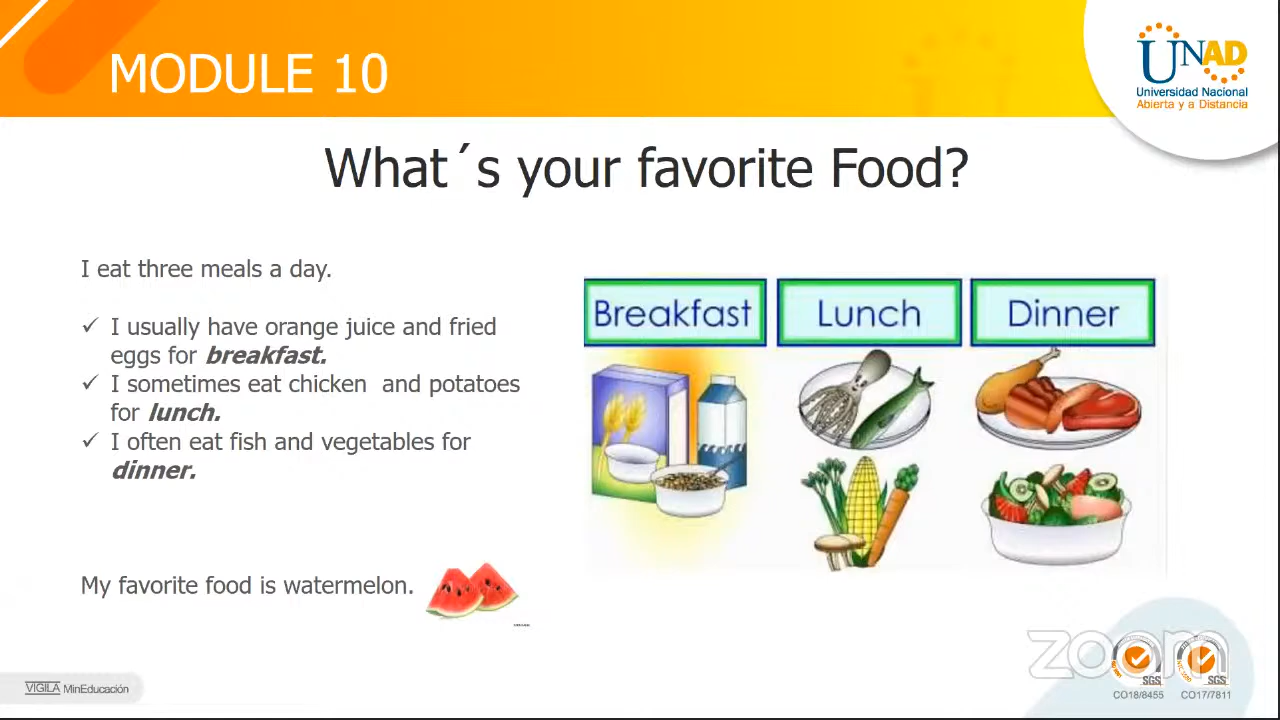 MODULE 10
UNAD
Universidad Nacional
Abierta y a Distancia
What´s your favorite Food?
I eat three meals a day.
✓ I usually have orange juice and fried
eggs for breakfast.
✓ I sometimes eat chicken and potatoes
for lunch.
✓ I often eat fish and vegetables for
dinner.
My favorite food is watermelon.
Breakfast
Lunch
Dinner
zoom
SGS
SGS
CO18/8455
CO17/7811
VIGILA MinEducación